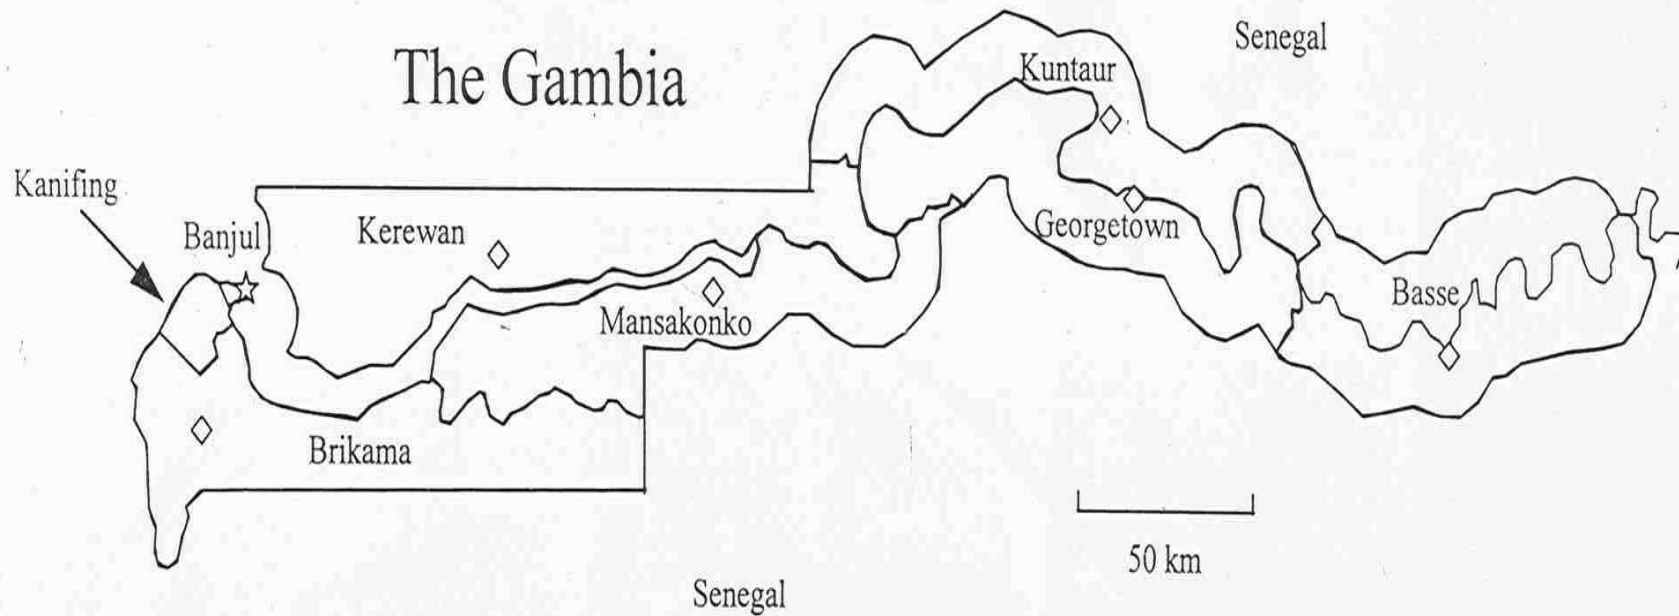 The Gambia
Senegal
Kuntaur
Kanifing
Banjul
Kerewan
Georgetown
Basse
Mansakonko
Brikama
50 km
Senegal